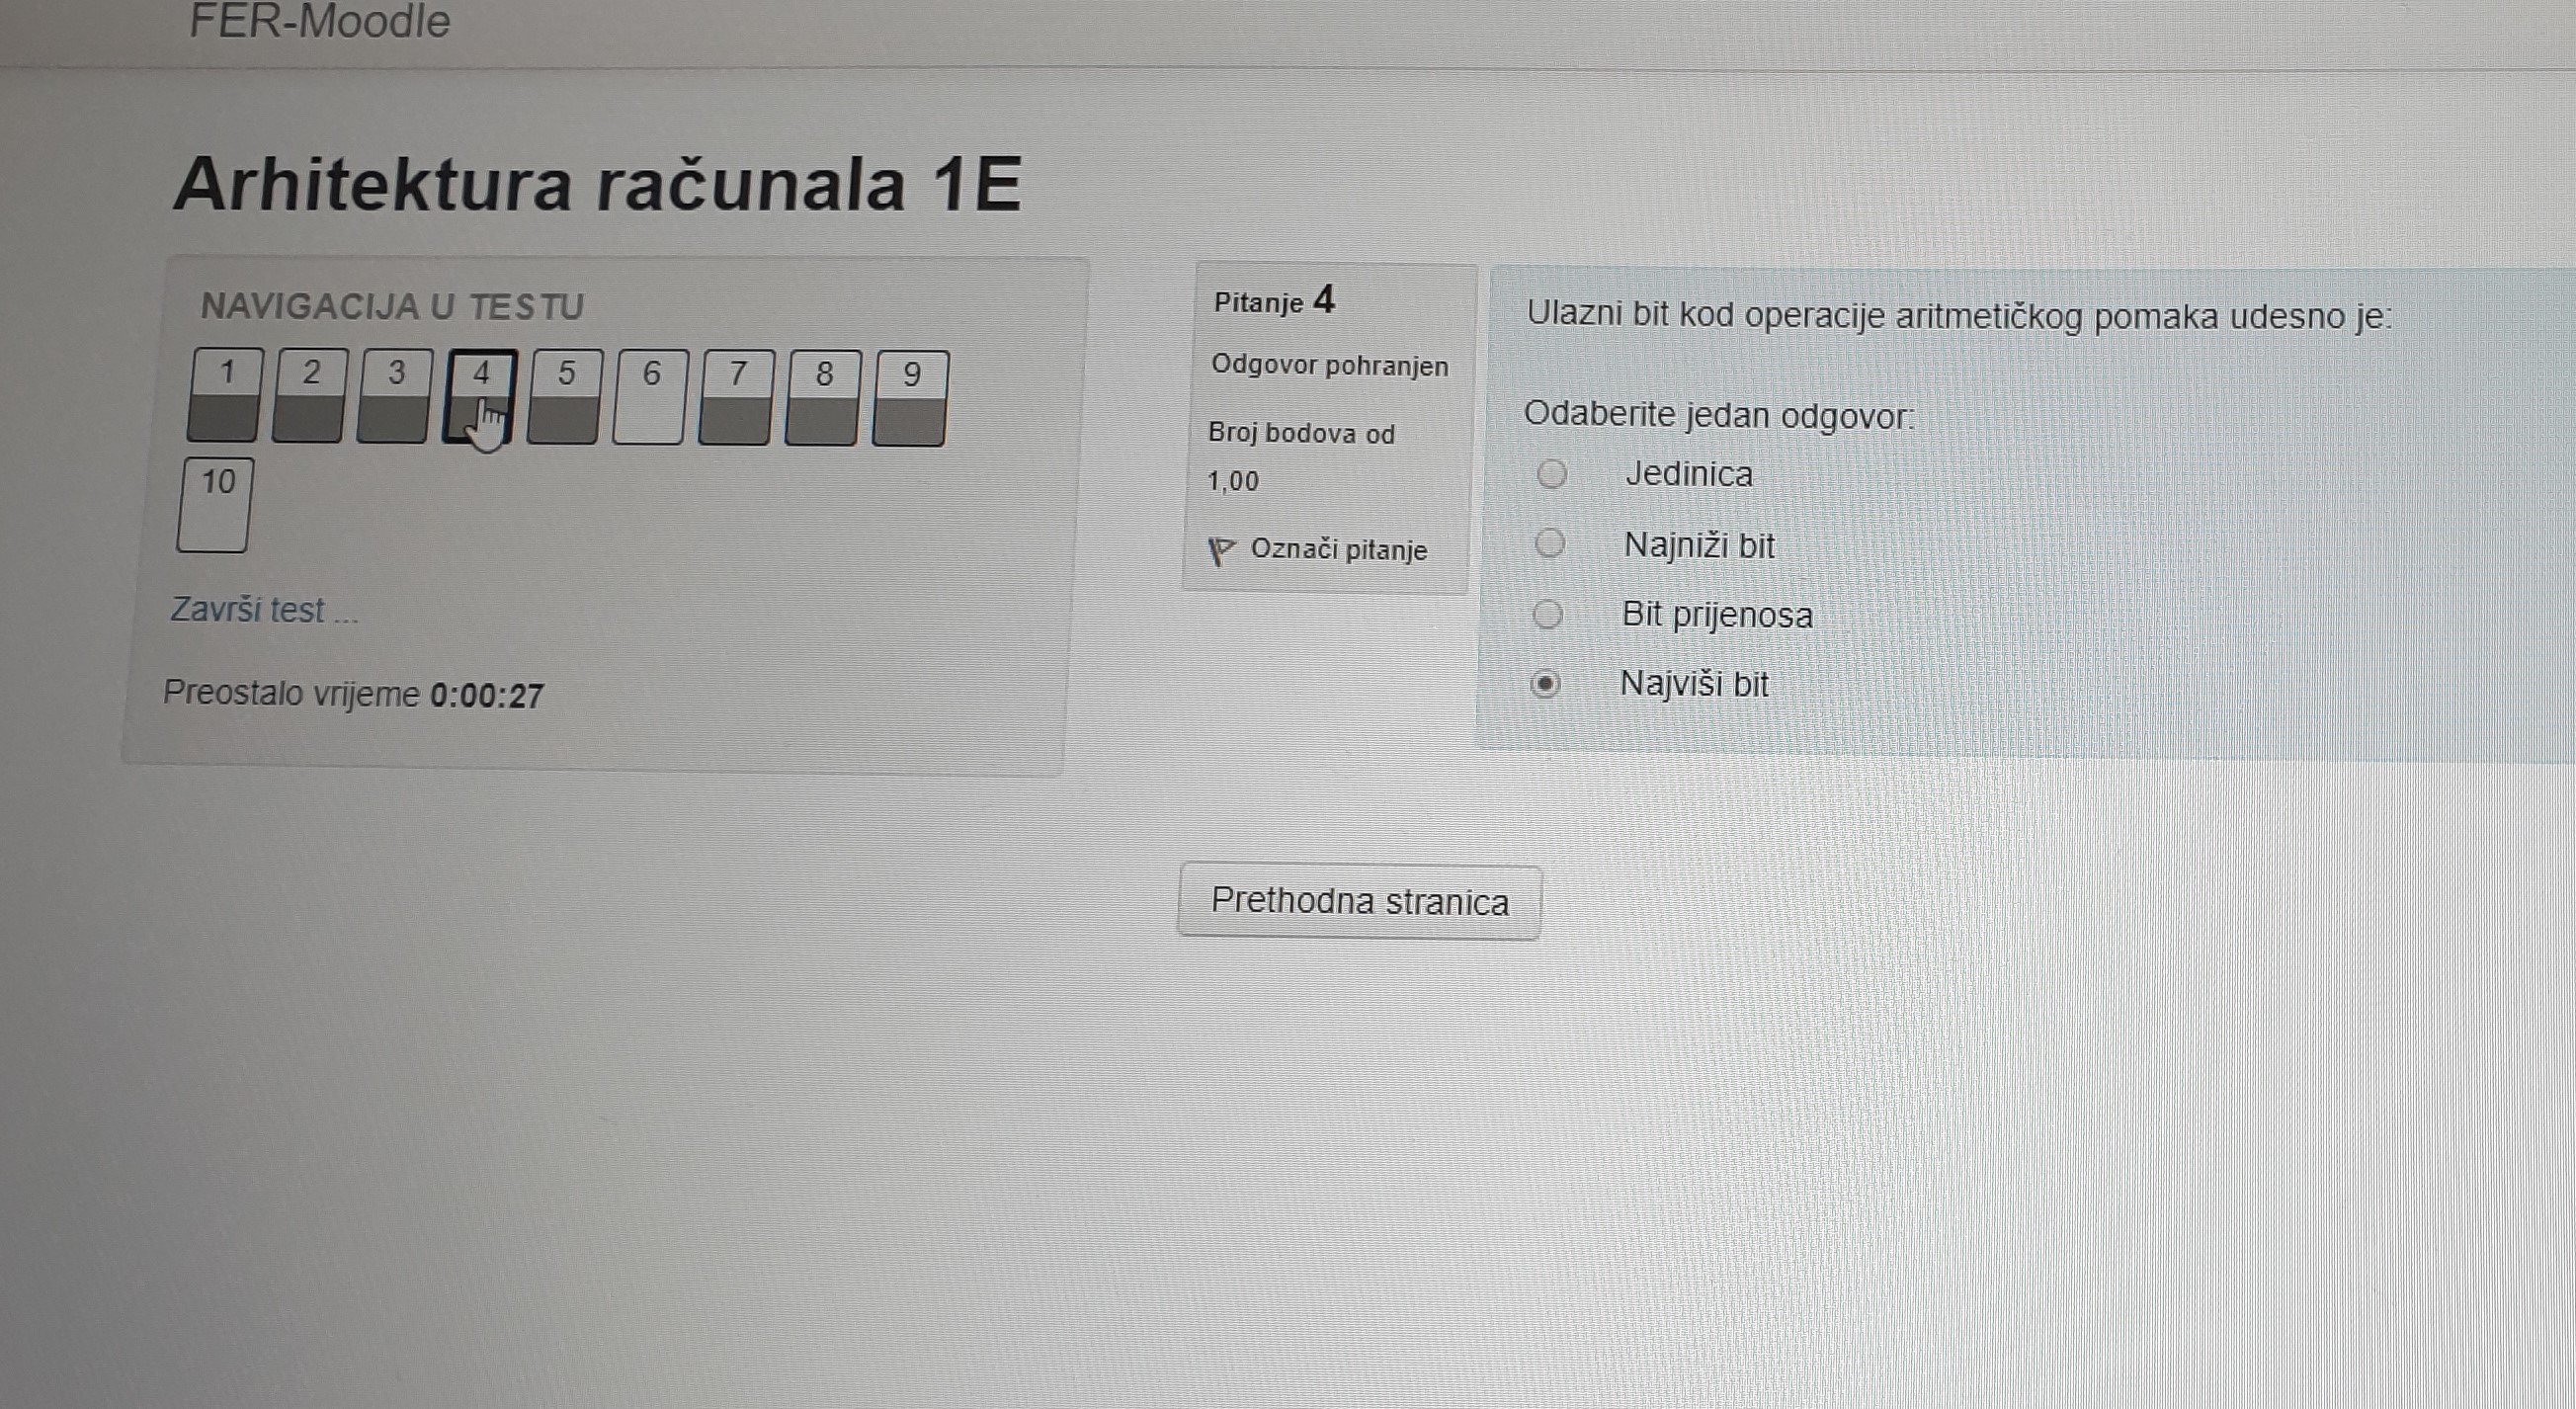 FER-Moodle
Arhitektura računala 1E
NAVIGACIJA U TESTU
1 2 3 4 5 6 7 8 9
10
Završi test ...
Preostalo vrijeme 0:00:27
Pitanje 4
Odgovor pohranjen
Broj bodova od
1,00
Označi pitanje
Ulazni bit kod operacije aritmetičkog pomaka udesno je:
Odaberite jedan odgovor:
Jedinica
Najniži bit
Bit prijenosa
Najviši bit
Prethodna stranica